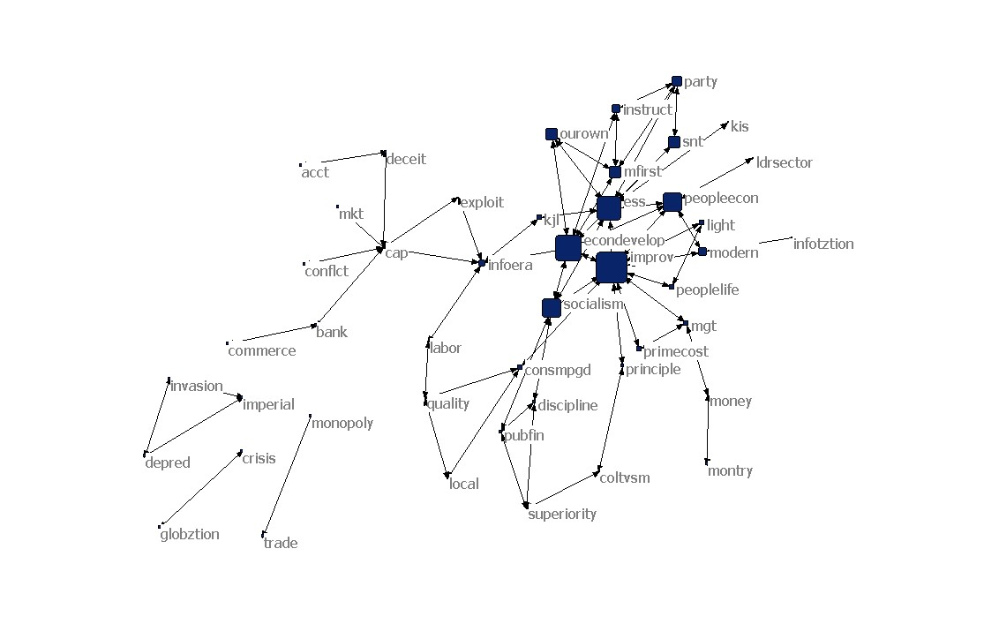 party
instruct
ourown
snt
kis
acct
deceit
mfirst
ldrsector
mkt
exploit
kjl
ess
peopleecon
light
cap
infoera
econdevelop
improv
modern
infotztion
conflct
socialism
peoplelife
bank
mgt
commerce
labor
primecost
consmpgd
principle
invasion
imperial
quality
discipline
money
monopoly
pubfin
depred
crisis
local
coltvsm
montry
superiority
globztion
trade